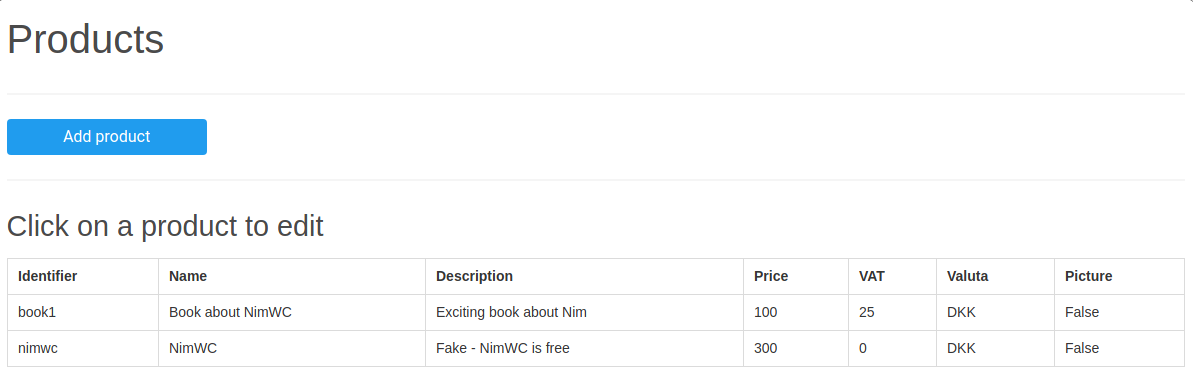 Products
Add product
Click on a product to edit
Identifier Name Description Price VAT Valuta Picture
book1 Book about NimWC Exciting book about Nim 100 25 DKK False
nimwc NimWC Fake - NimWC is free 300 0 DKK False